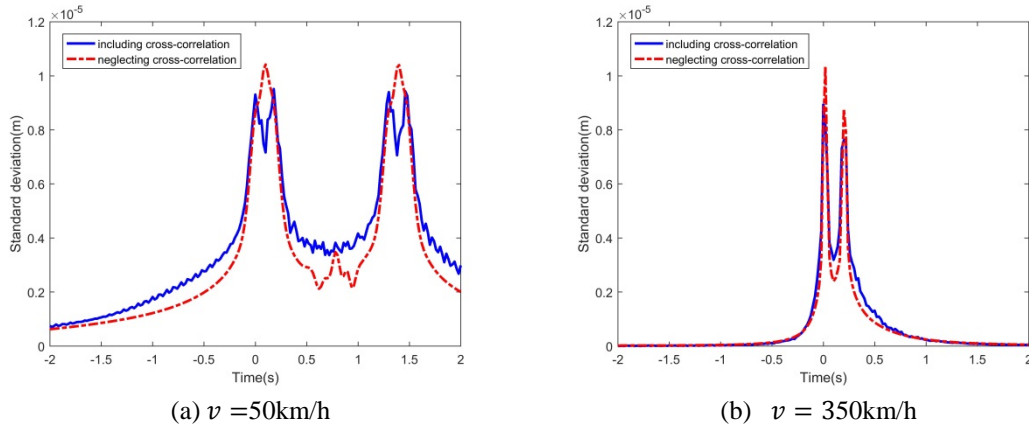 ×10⁻⁵
1.2
1
0.8
0.6
0.4
0.2
0
Standard deviation(m)
including cross-correlation
neglecting cross-correlation
-2 -1.5 -1 -0.5 0 0.5 1 1.5 2
Time(s)
(a) v =50km/h
×10⁻⁵
1.2
1
0.8
0.6
0.4
0.2
0
Standard deviation(m)
including cross-correlation
neglecting cross-correlation
-2 -1.5 -1 -0.5 0 0.5 1 1.5 2
Time(s)
(b) v = 350km/h